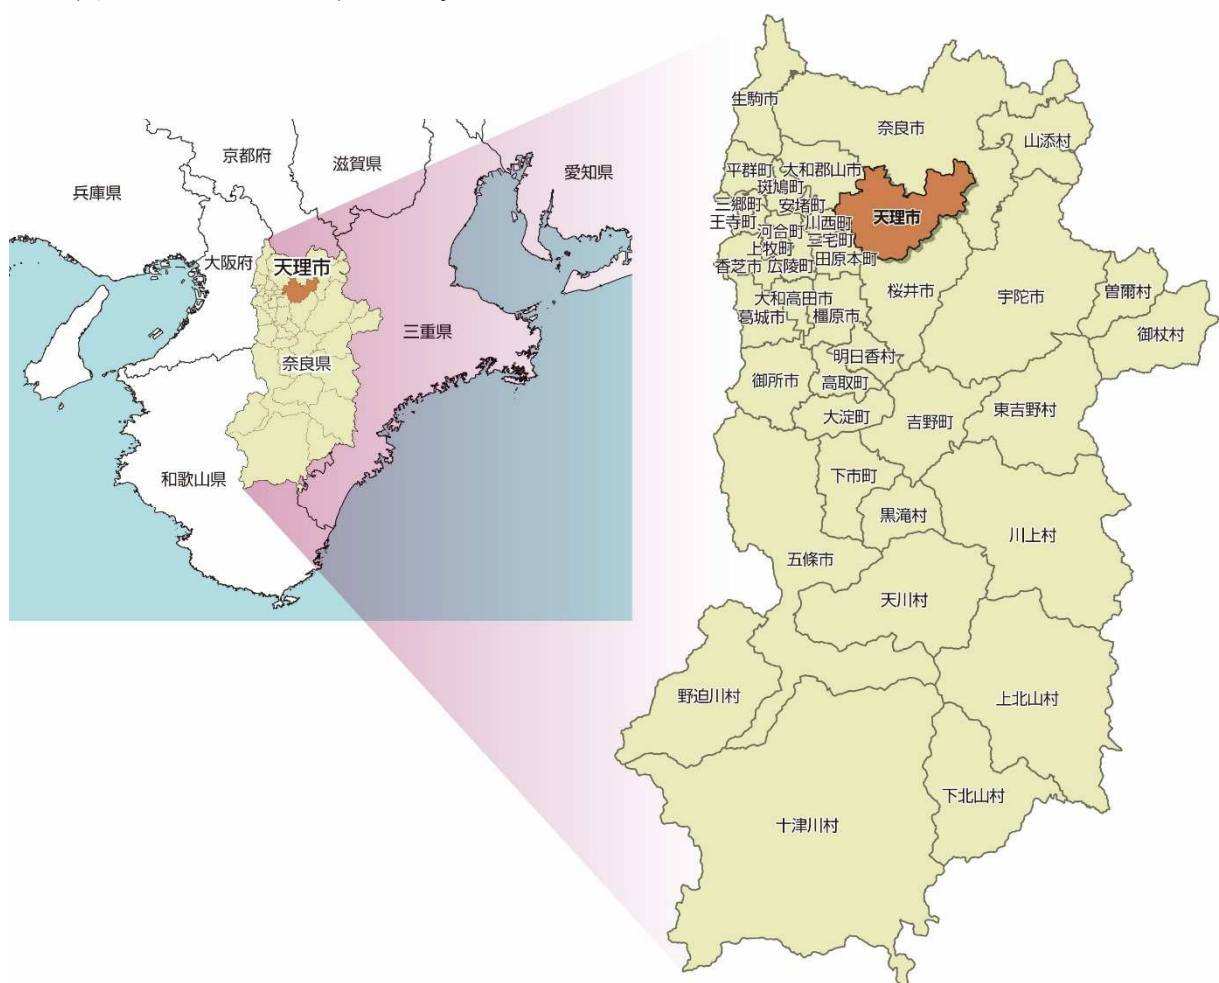 京都府
滋賀県
兵庫県
愛知県
大阪府
天理市
三重県
奈良県
和歌山県
生駒市
奈良市
山添村
平群町
大和郡山市
斑鳩町
三郷町
安堵町
天理市
王寺町
川西町
河合町
三宅町
上牧町
田原本町
香芝市
広陵町
桜井市
宇陀市
曽爾村
大和高田市
葛城市
橿原市
御杖村
明日香村
御所市
高取町
大淀町
吉野町
東吉野村
下市町
黒滝村
川上村
五條市
天川村
野迫川村
上北山村
下北山村
十津川村